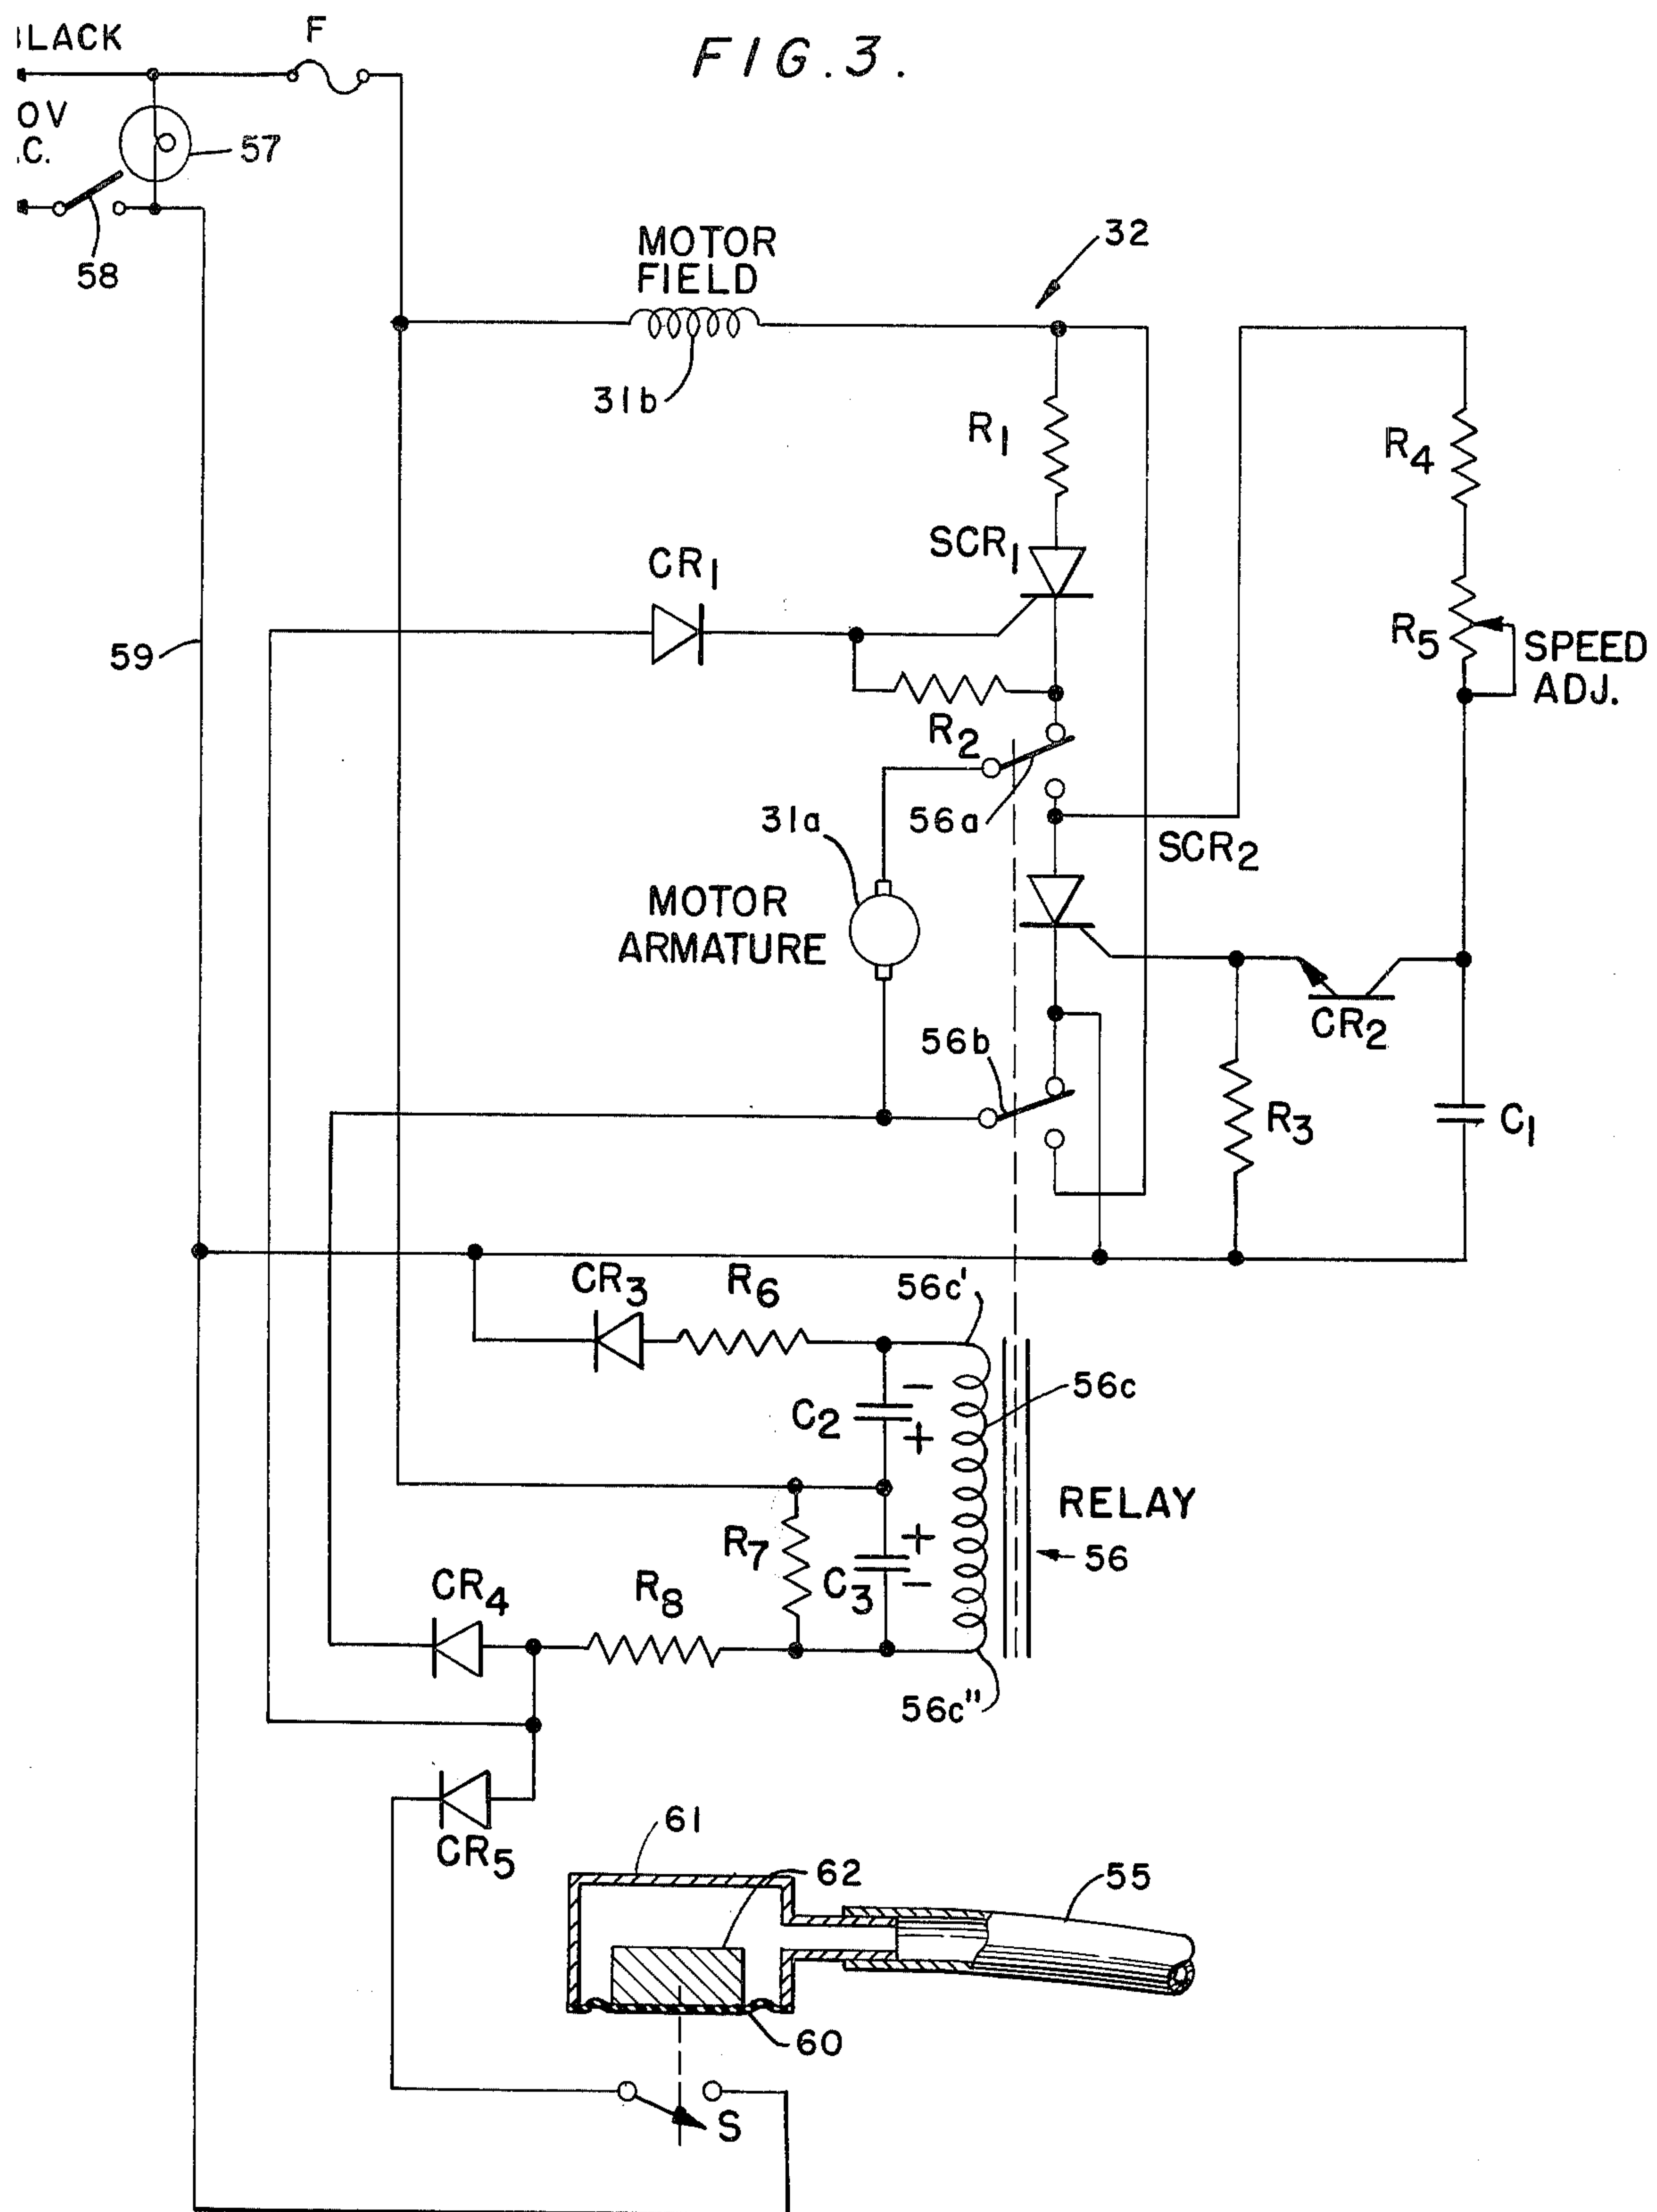 FIG.3.
LACK
F
OV
.C.
57
58
MOTOR
FIELD
31b
32
R1
R4
SCR1
CR1
R5
SPEED
ADJ.
59
R2
56a
31a
SCR2
MOTOR
ARMATURE
CR2
56b
R3
C1
CR3
R6
56c'
56c
C2
−
+
RELAY
56
R7
+
C3
−
CR4
R8
56c"
CR5
61
62
55
60
S